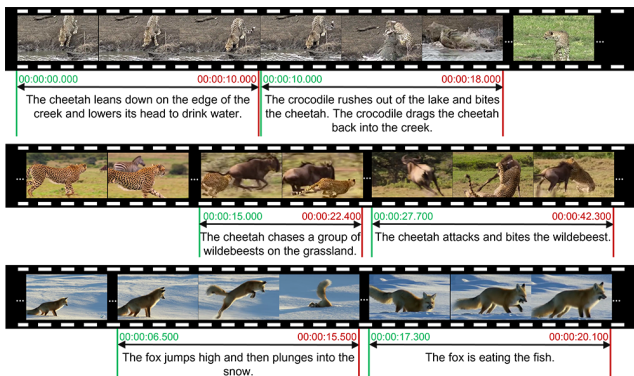 00:00:00.000 00:00:10.000 00:00:10.000 00:00:18.000
The cheetah leans down on the edge of the
creek and lowers its head to drink water.
The crocodile rushes out of the lake and bites
the cheetah. The crocodile drags the cheetah
back into the creek.
00:00:15.000 00:00:22.400 00:00:27.700 00:00:42.300
The cheetah chases a group of
wildebeests on the grassland.
The cheetah attacks and bites the wildebeest.
00:00:06.500 00:00:15.500 00:00:17.300 00:00:20.100
The fox jumps high and then plunges into the
snow.
The fox is eating the fish.